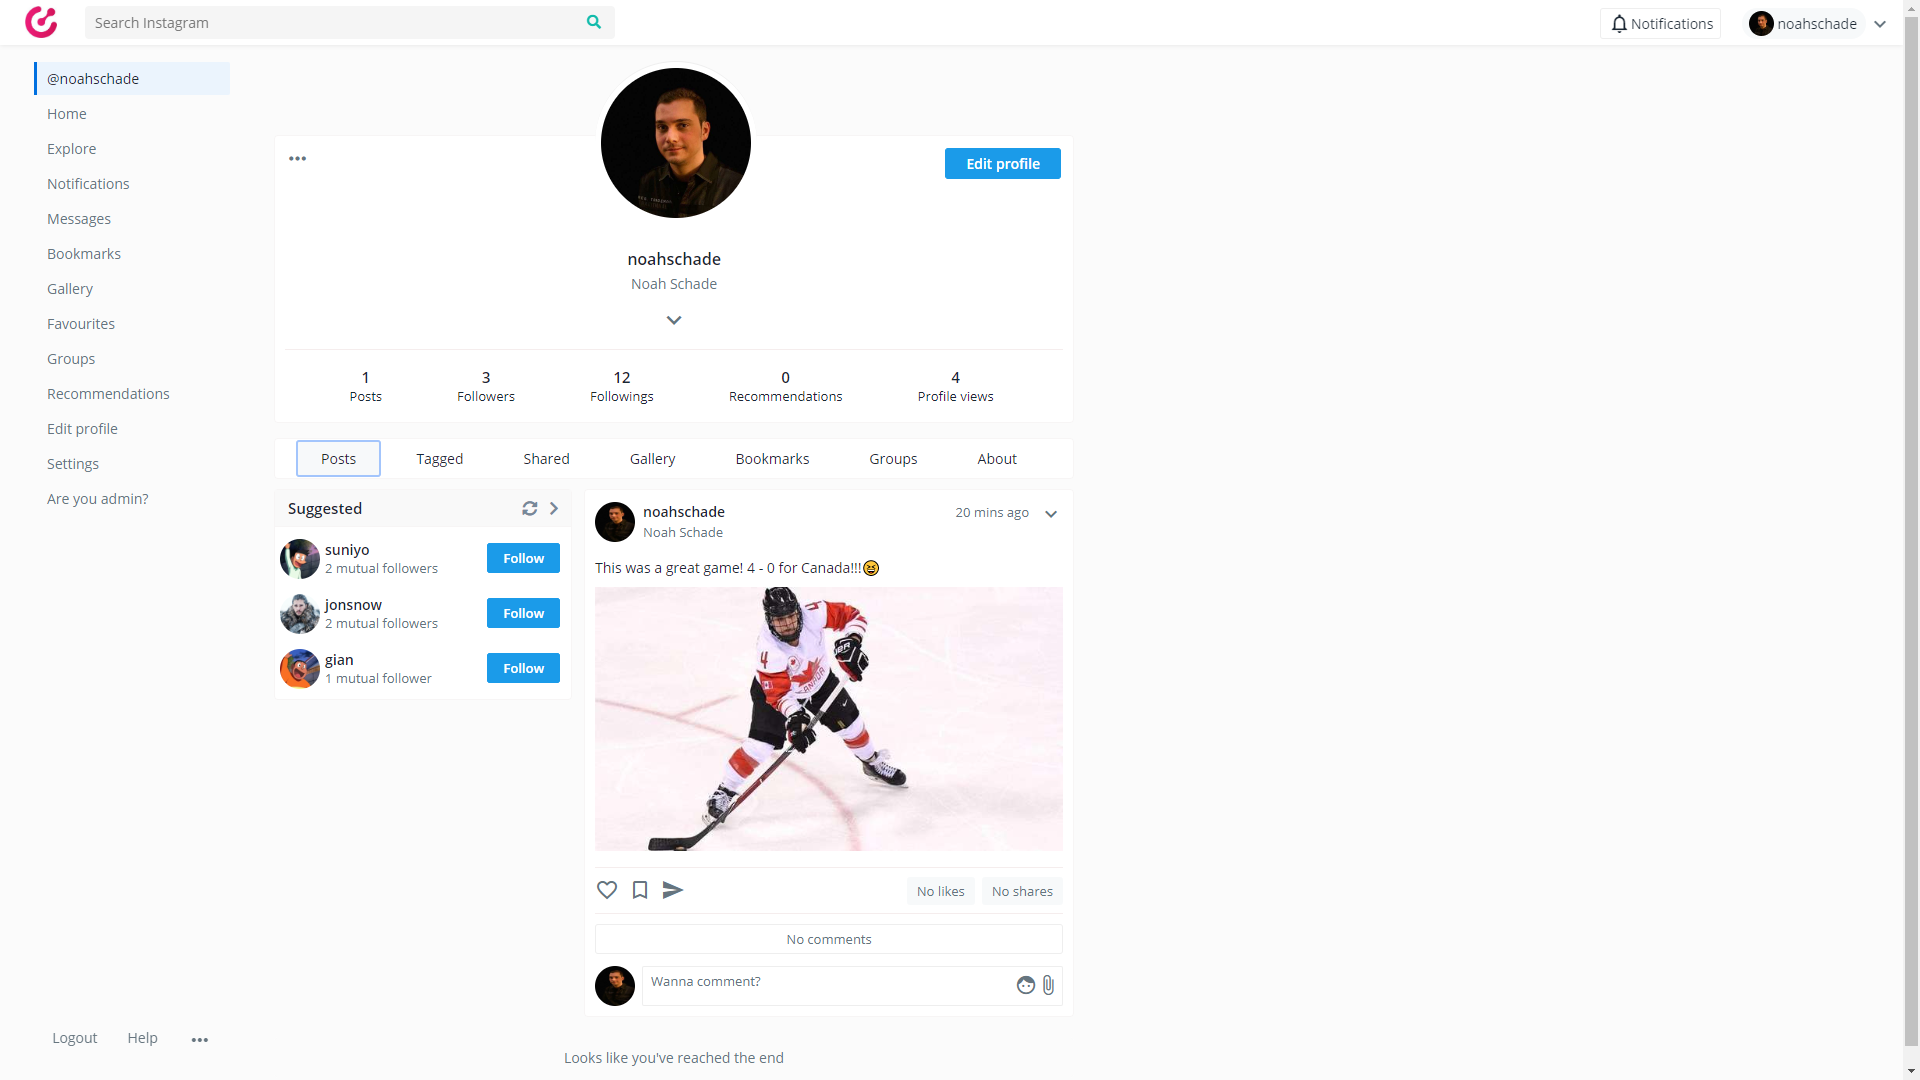 Search Instagram
Notifications
noahschade
@noahschade
Home
Explore
Notifications
Messages
Bookmarks
Gallery
Favourites
Groups
Recommendations
Edit profile
Settings
Are you admin?
Logout
Help
Edit profile
noahschade
Noah Schade
1
Posts
3
Followers
12
Followings
0
Recommendations
4
Profile views
Posts
Tagged
Shared
Gallery
Bookmarks
Groups
About
Suggested
suniyo
2 mutual followers
Follow
jonsnow
2 mutual followers
Follow
gian
1 mutual follower
Follow
noahschade
Noah Schade
20 mins ago
This was a great game! 4 - 0 for Canada!!!😆
4
4
CANADA
No likes
No shares
No comments
Wanna comment?
Looks like you've reached the end